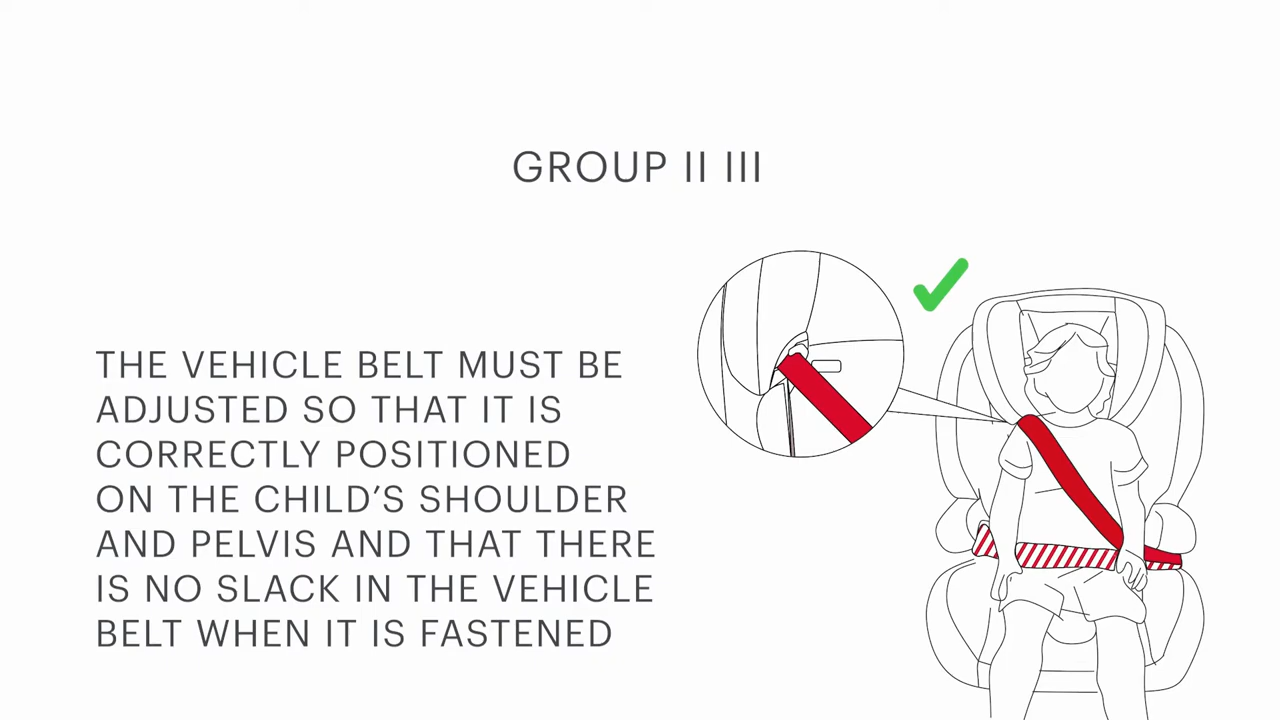 GROUP II III
THE VEHICLE BELT MUST BE
ADJUSTED SO THAT IT IS
CORRECTLY POSITIONED
ON THE CHILD’S SHOULDER
AND PELVIS AND THAT THERE
IS NO SLACK IN THE VEHICLE
BELT WHEN IT IS FASTENED